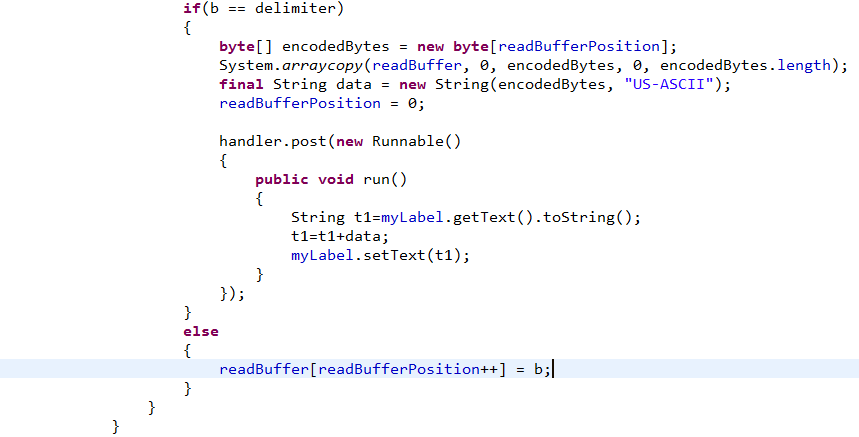 if(b == delimiter)
{
byte[] encodedBytes = new byte[readBufferPosition];
System.arraycopy(readBuffer, 0, encodedBytes, 0, encodedBytes.length);
final String data = new String(encodedBytes, "US-ASCII");
readBufferPosition = 0;
handler.post(new Runnable()
{
public void run()
{
String t1=myLabel.getText().toString();
t1=t1+data;
myLabel.setText(t1);
}
});
}
else
{
readBuffer[readBufferPosition++] = b;
}
}
}